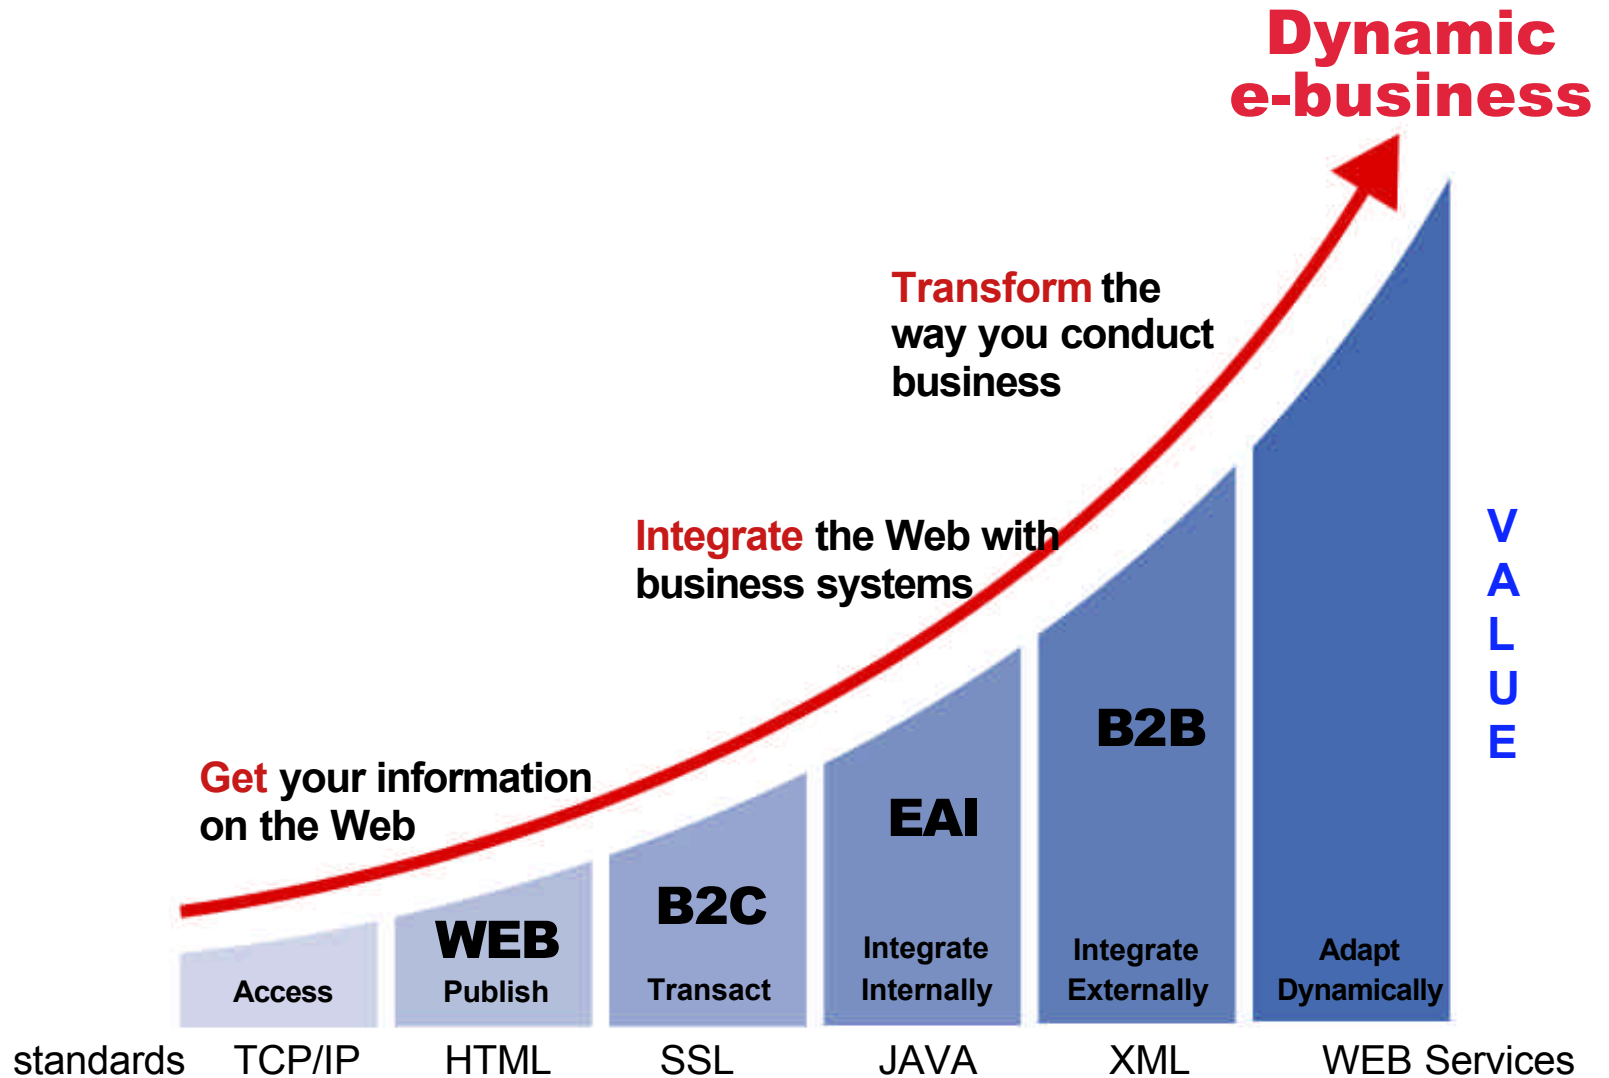 Dynamic
e-business
Transform the
way you conduct
business
Integrate the Web with
business systems
Get your information
on the Web
V
A
L
U
E
Access
WEB
Publish
B2C
Transact
EAI
Integrate
Internally
B2B
Integrate
Externally
Adapt
Dynamically
standards TCP/IP HTML SSL JAVA XML WEB Services